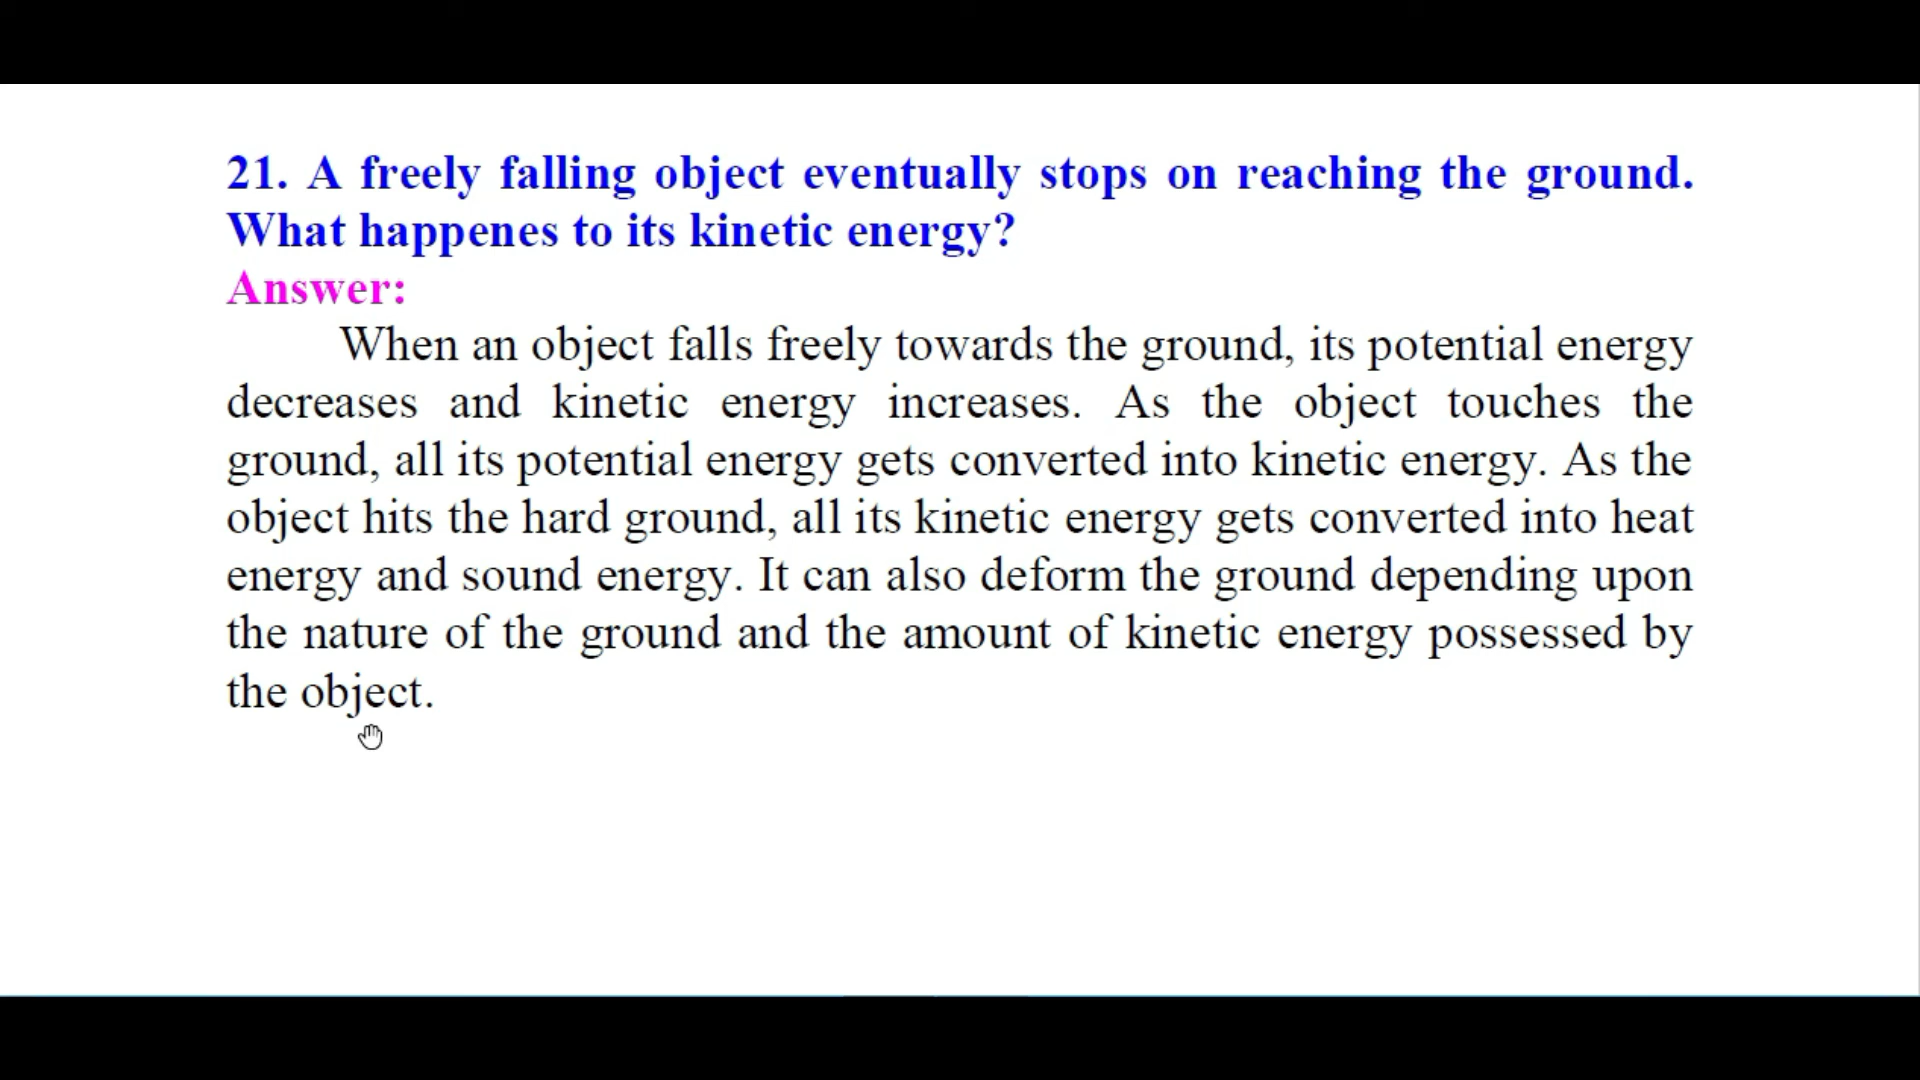 21. A freely falling object eventually stops on reaching the ground.
What happenes to its kinetic energy?
Answer:
When an object falls freely towards the ground, its potential energy
decreases and kinetic energy increases. As the object touches the
ground, all its potential energy gets converted into kinetic energy. As the
object hits the hard ground, all its kinetic energy gets converted into heat
energy and sound energy. It can also deform the ground depending upon
the nature of the ground and the amount of kinetic energy possessed by
the object.